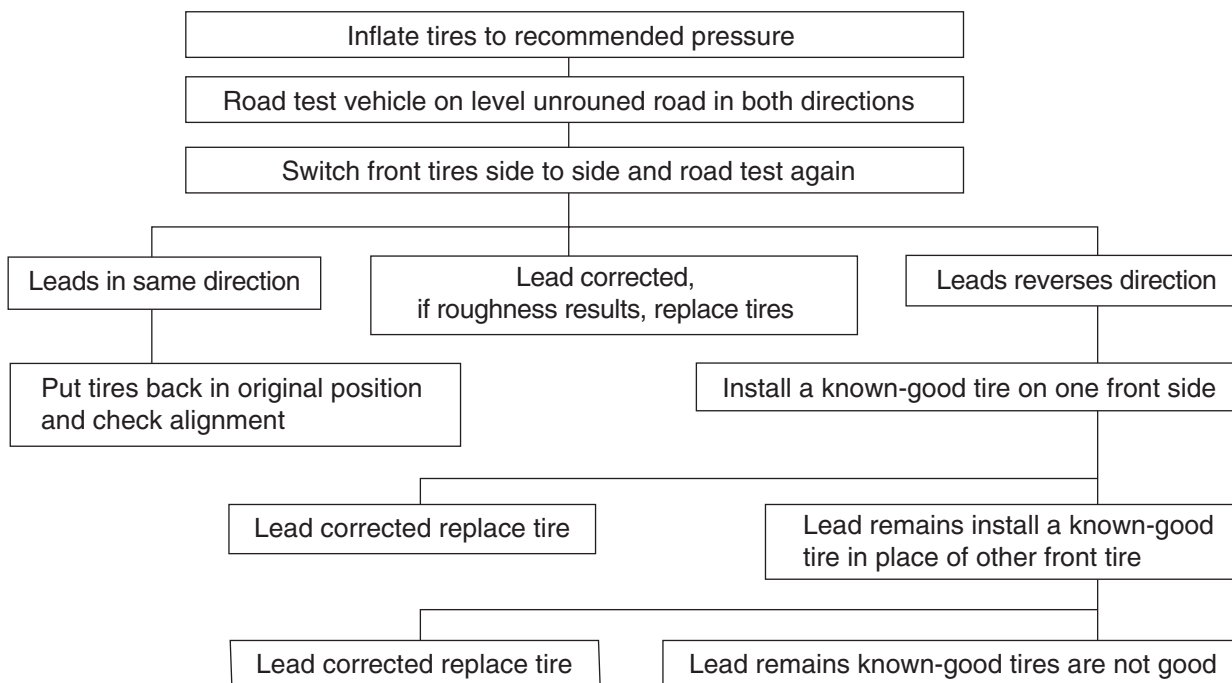 Inflate tires to recommended pressure
Road test vehicle on level unrouned road in both directions
Switch front tires side to side and road test again
Leads in same direction
Lead corrected,
if roughness results, replace tires
Leads reverses direction
Put tires back in original position
and check alignment
Install a known-good tire on one front side
Lead corrected replace tire
Lead remains install a known-good
tire in place of other front tire
Lead corrected replace tire
Lead remains known-good tires are not good